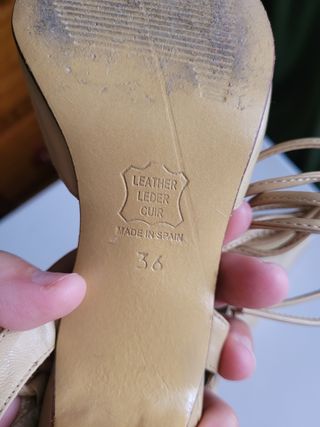 LEATHER
LEDER
CUIR
MADE IN SPAIN
36